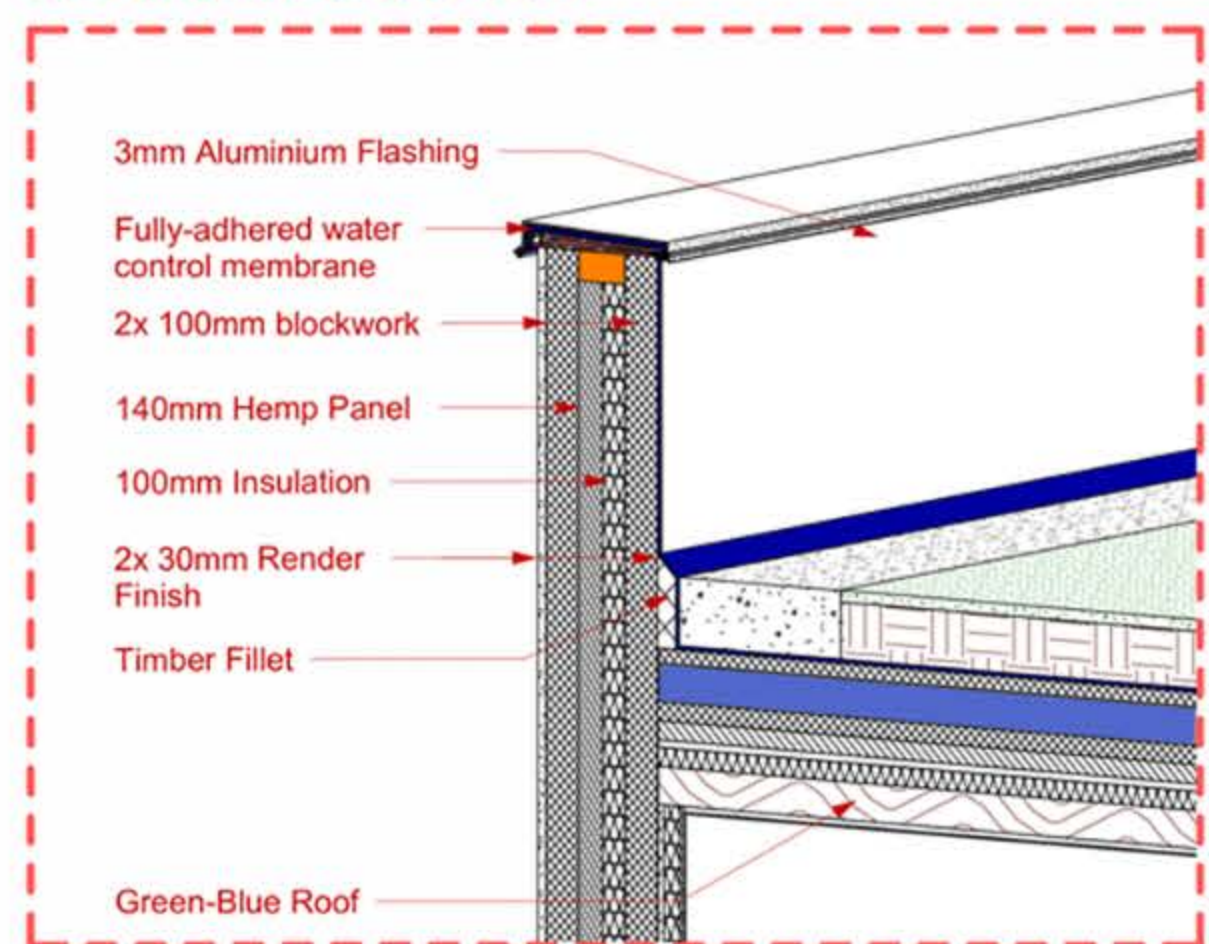 3mm Aluminium Flashing
Fully-adhered water
control membrane
2x 100mm blockwork
140mm Hemp Panel
100mm Insulation
2x 30mm Render
Finish
Timber Fillet
Green-Blue Roof